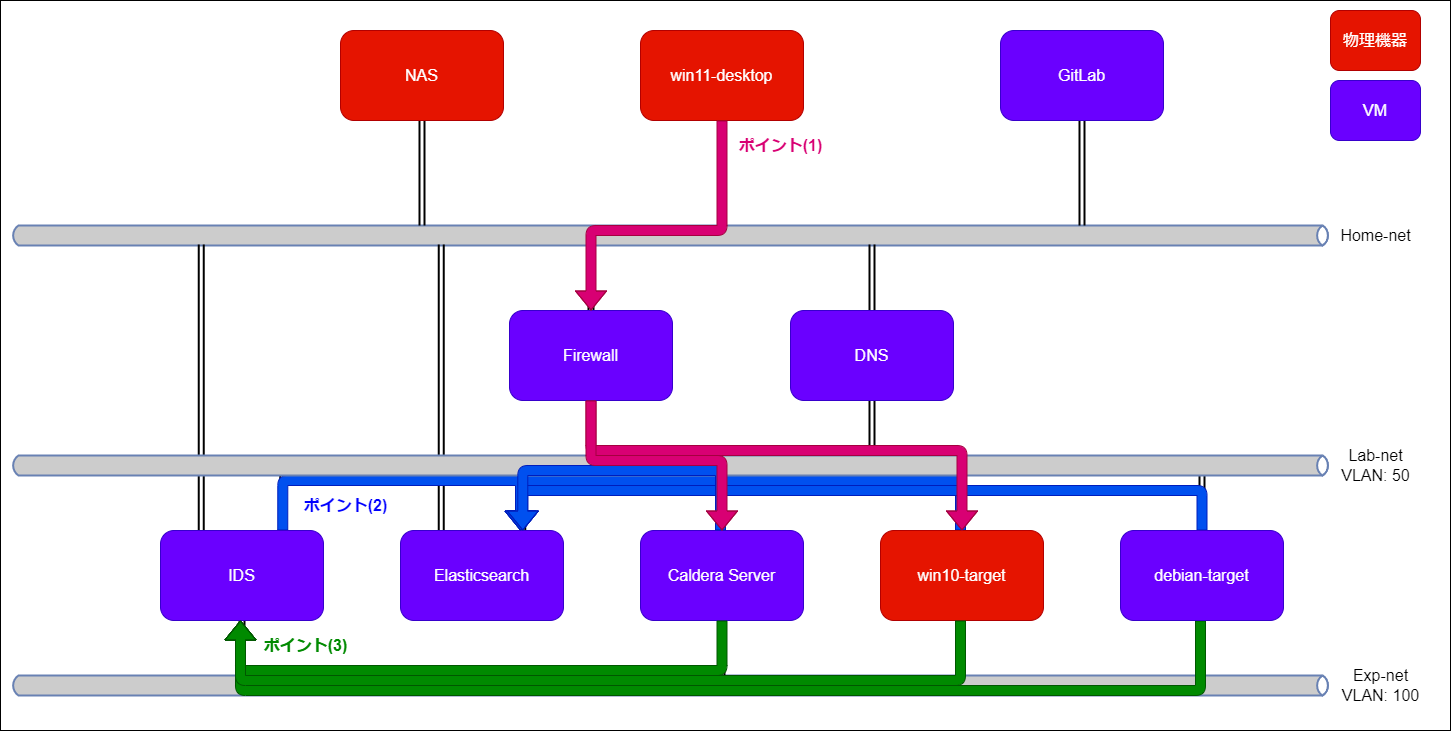 NAS
win11-desktop
GitLab
物理機器
VM
ポイント(1)
Home-net
Firewall
DNS
Lab-net
VLAN: 50
ポイント(2)
IDS
Elasticsearch
Caldera Server
win10-target
debian-target
ポイント(3)
Exp-net
VLAN: 100